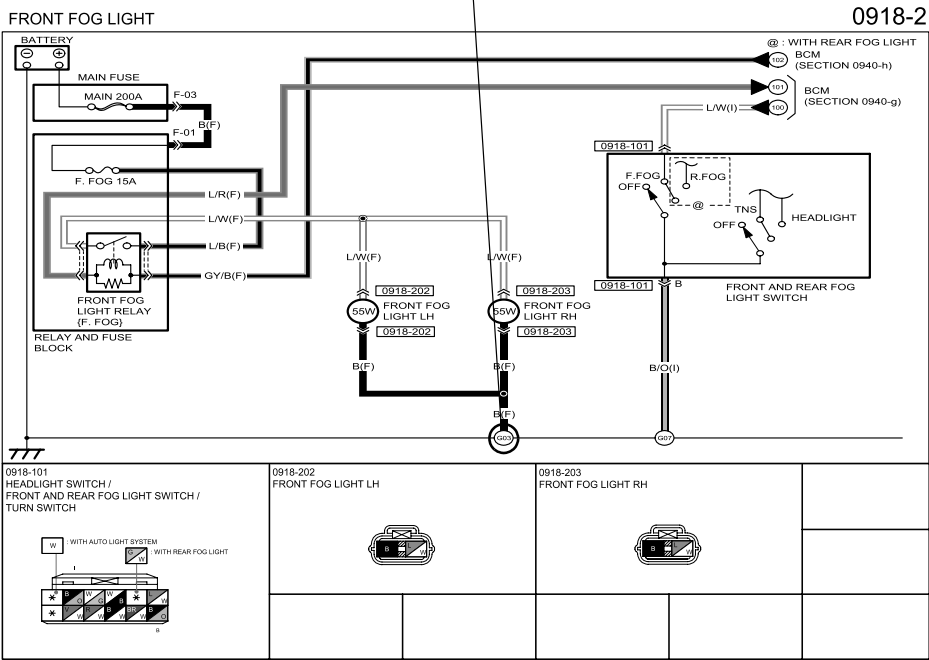 FRONT FOG LIGHT
0918-2
BATTERY
@ : WITH REAR FOG LIGHT
102
BCM
(SECTION 0940-h)
MAIN FUSE
MAIN 200A
F-03
101
BCM
(SECTION 0940-g)
L/W(I)
100
B(F)
F-01
0918-101
F. FOG 15A
F.FOG
R.FOG
OFF
L/R(F)
@
TNS
L/W(F)
HEADLIGHT
OFF
L/B(F)
L/W(F)
L/W(F)
GY/B(F)
0918-202
0918-203
0918-101
B
FRONT AND REAR FOG
LIGHT SWITCH
FRONT FOG
LIGHT RELAY
{F. FOG}
55W
FRONT FOG
LIGHT LH
55W
FRONT FOG
LIGHT RH
0918-202
0918-203
RELAY AND FUSE
BLOCK
B(F)
B(F)
B/O(I)
B(F)
G03
G07
0918-101
HEADLIGHT SWITCH /
FRONT AND REAR FOG LIGHT SWITCH /
TURN SWITCH
0918-202
FRONT FOG LIGHT LH
0918-203
FRONT FOG LIGHT RH
W
: WITH AUTO LIGHT SYSTEM
G
W
: WITH REAR FOG LIGHT
I
* B O W G W B * L W
* V W R W B W BR W B O
B
B L W
B L W